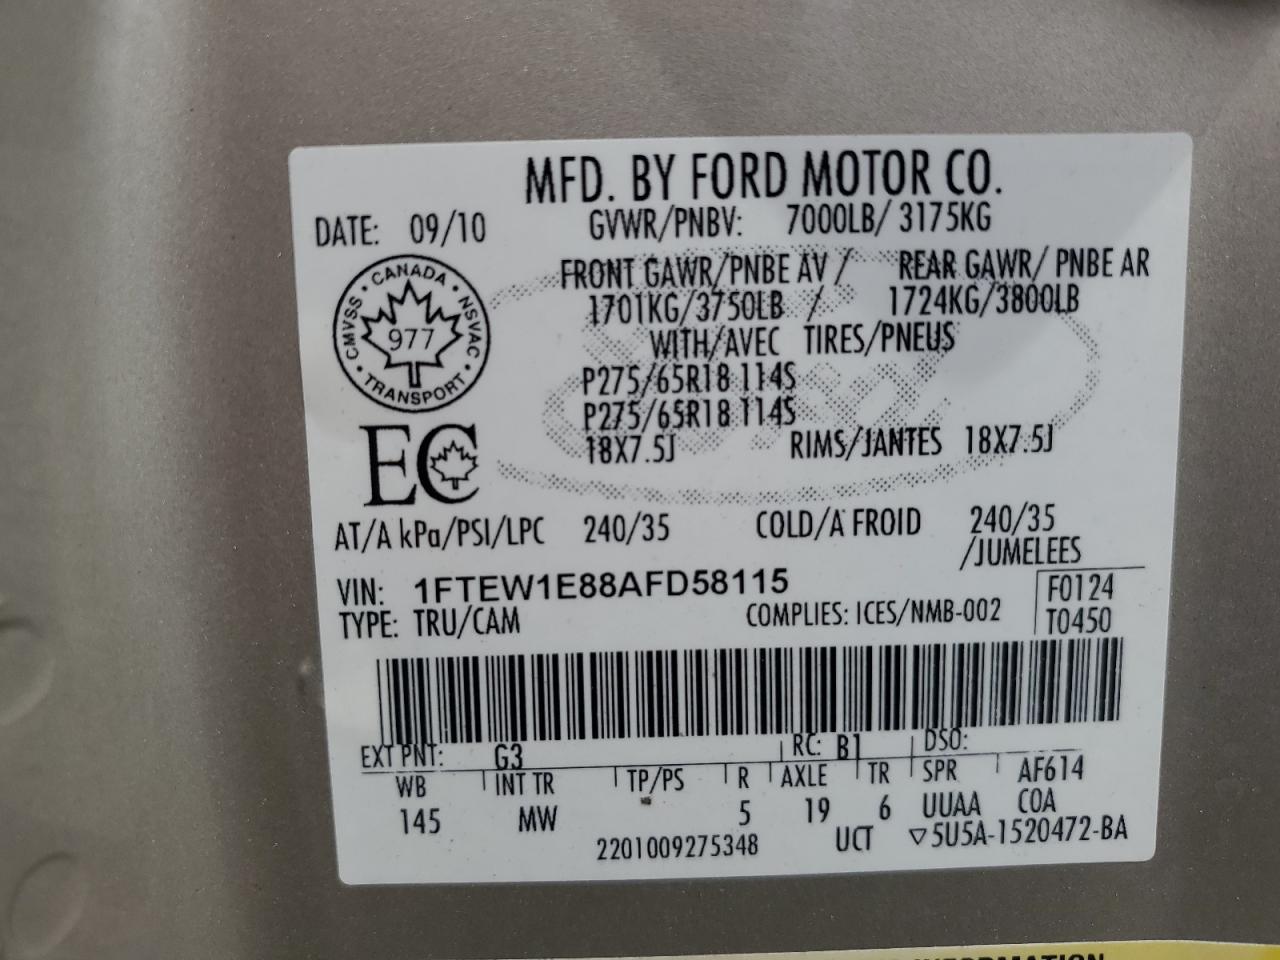 MFD. BY FORD MOTOR CO.
DATE: 09/10 GVWR/PNBV: 7000LB/ 3175KG
FRONT GAWR/PNBE AV / REAR GAWR/ PNBE AR
1701KG/3750LB / 1724KG/3800LB
WITH/AVEC TIRES/PNEUS
P275/65R18 114S
P275/65R18 114S
18X7.5J RIMS/JANTES 18X7.5J
CANADA
CMVSS NSVAC
977
TRANSPORT
EC
AT/A kPa/PSI/LPC 240/35 COLD/A FROID 240/35
/JUMELEES
VIN: 1FTEW1E88AFD58115 F0124
TYPE: TRU/CAM COMPLIES: ICES/NMB-002 T0450
EXT PNT: G3 RC: B1 DSO:
WB INT TR TP/PS R AXLE TR SPR AF614
145 MW 5 19 6 UUAA COA
2201009275348 UCT ▽5U5A-1520472-BA
INFORMATION